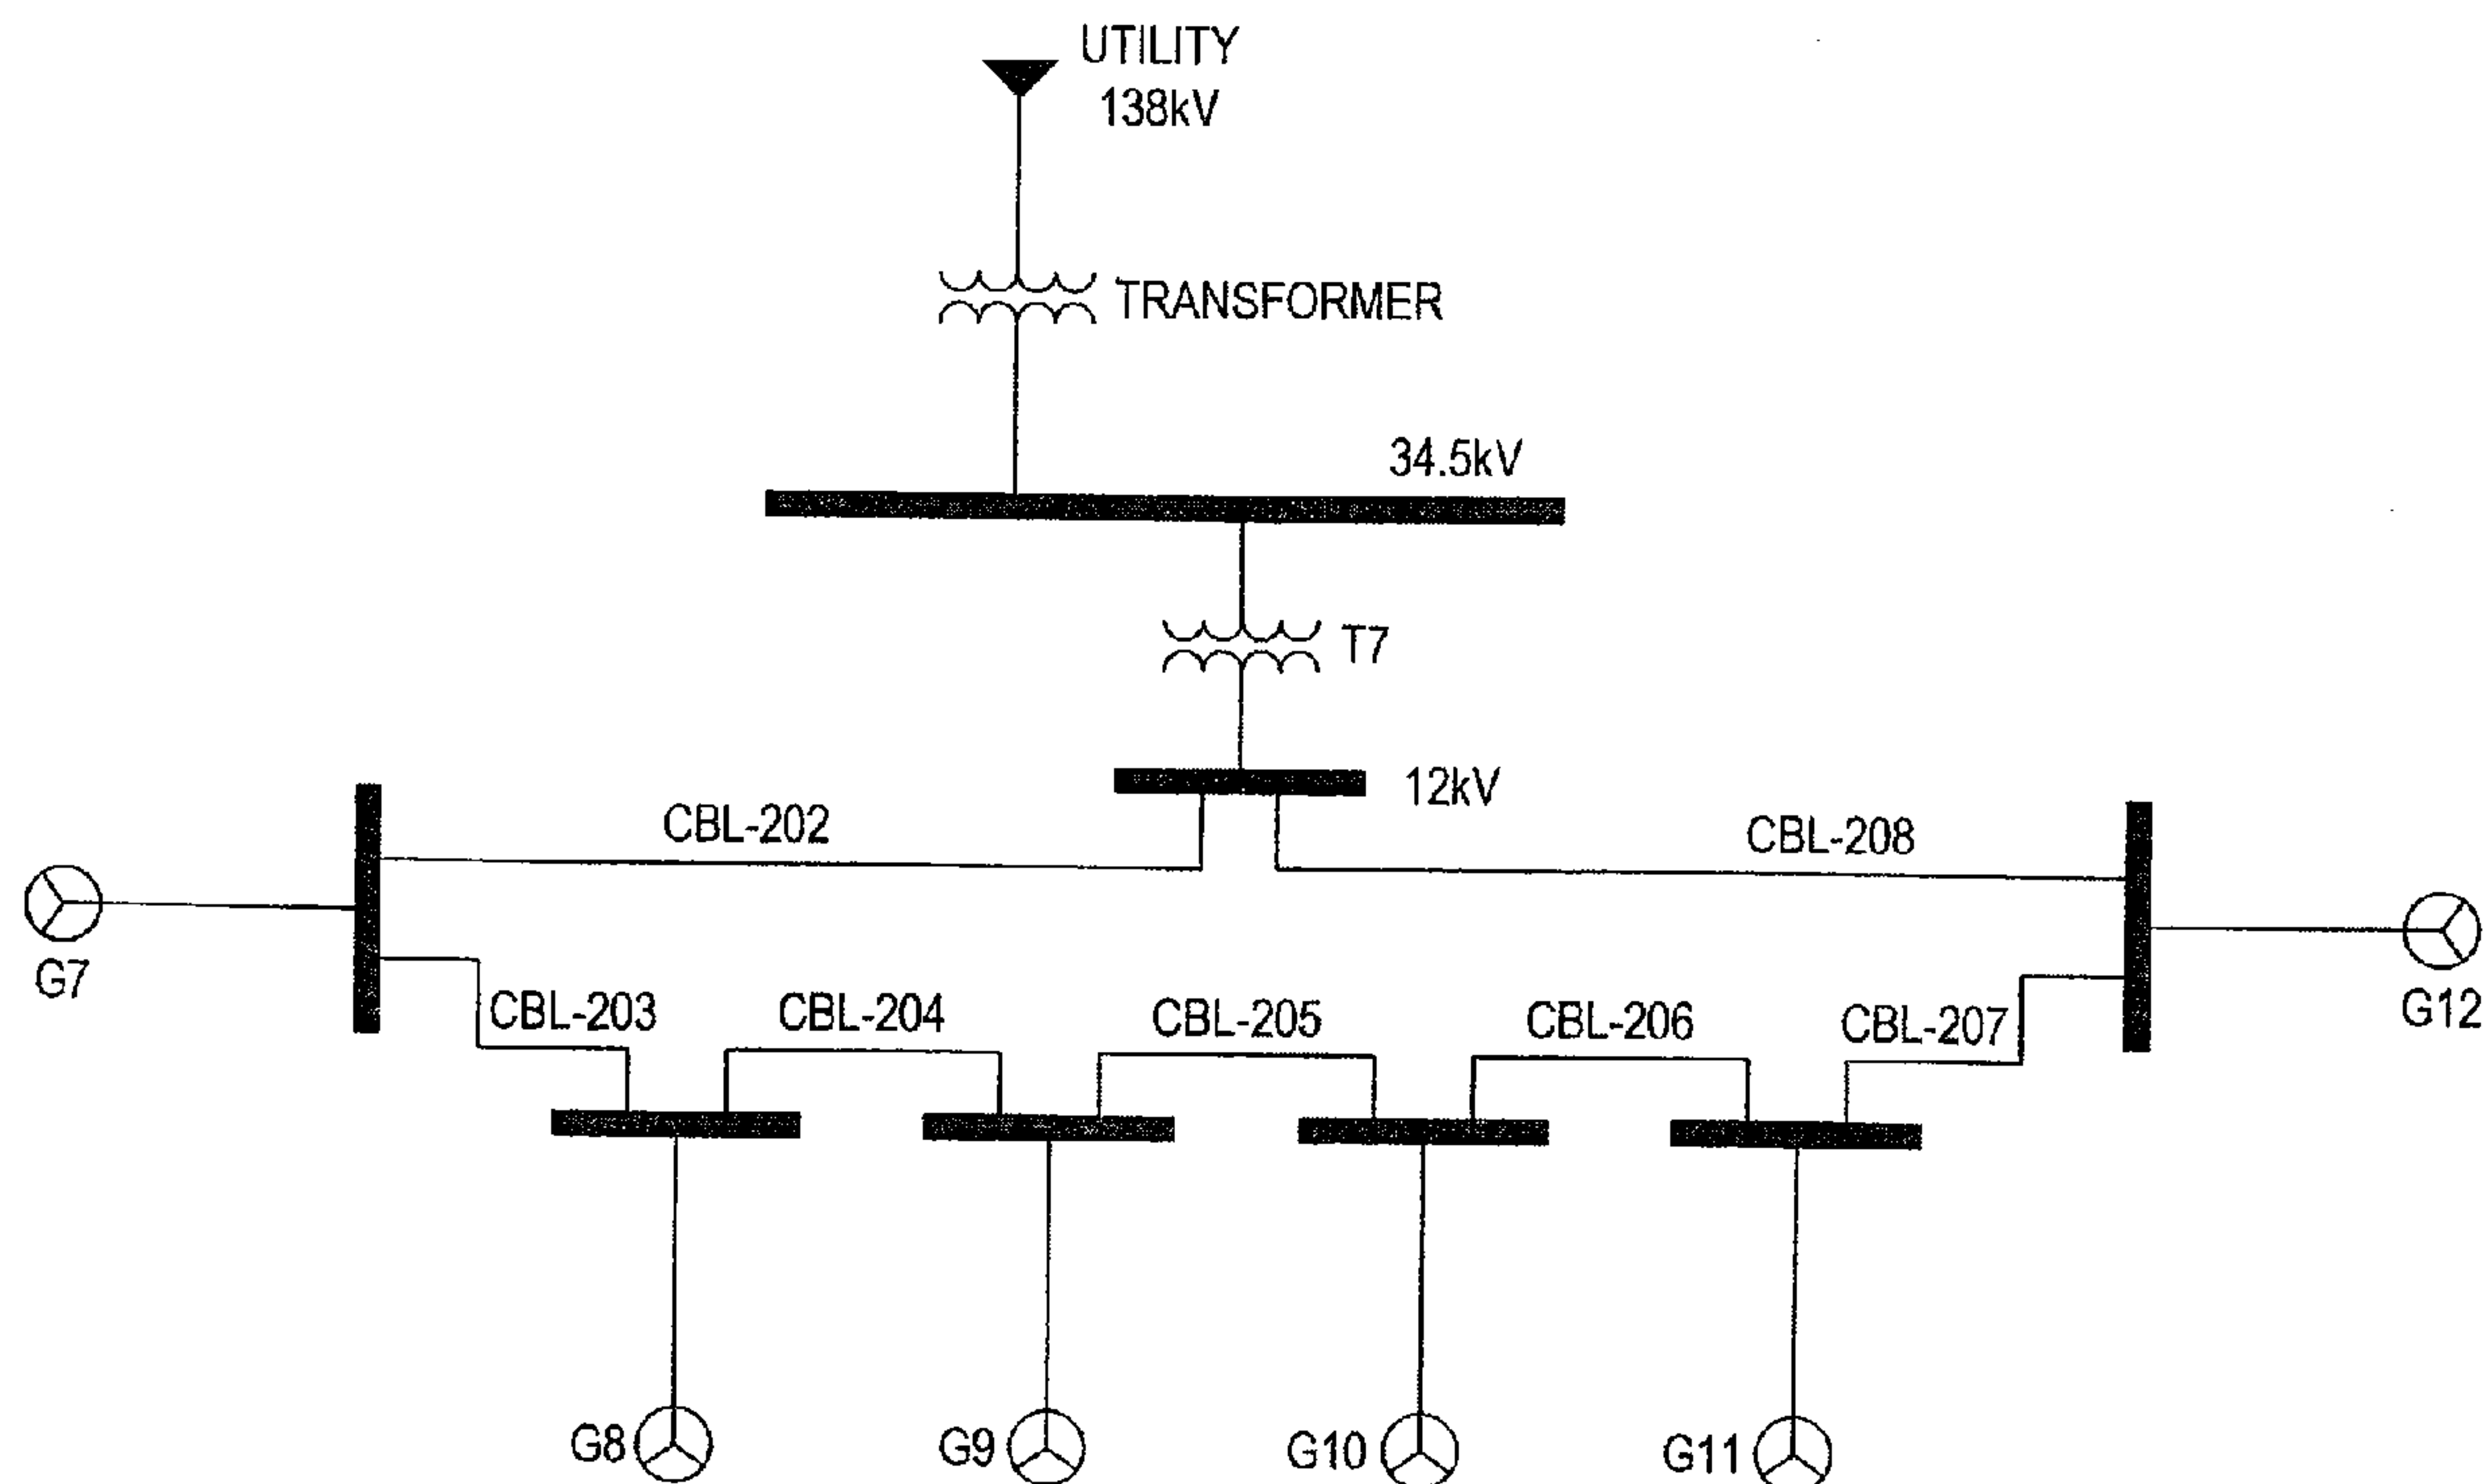 UTILITY
138kV
TRANSFORMER
34.5kV
T7
12kV
CBL-202
CBL-208
G7
G12
CBL-203
CBL-204
CBL-205
CBL-206
CBL-207
G8
G9
G10
G11